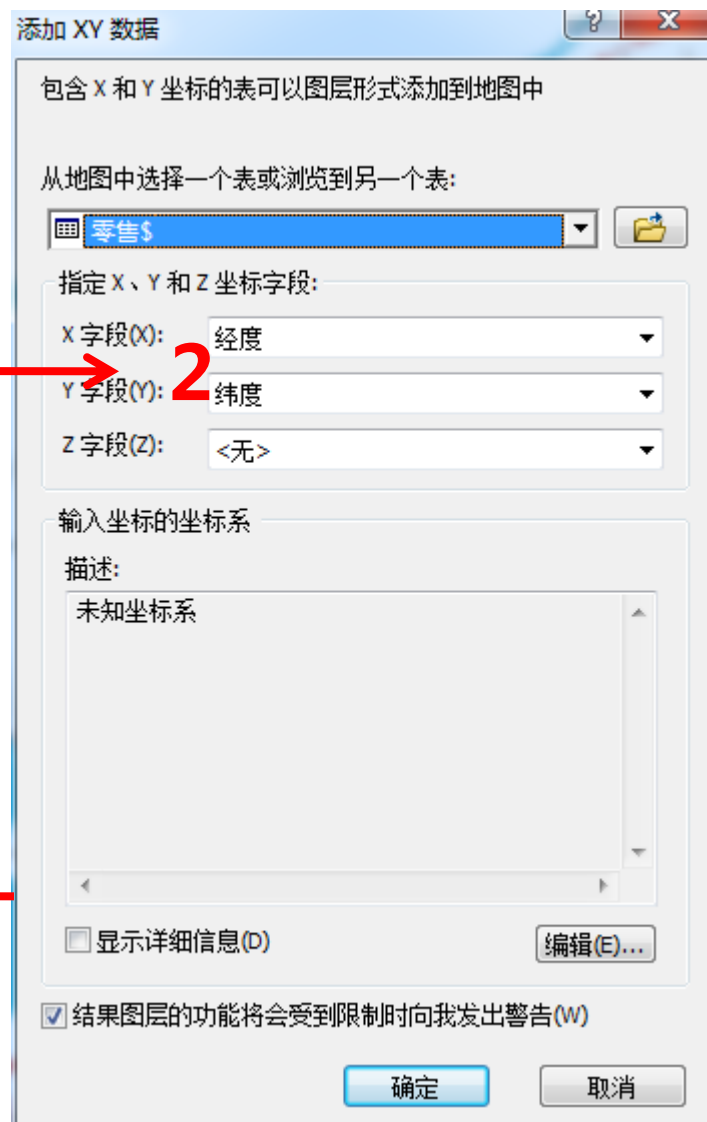 添加 XY 数据
包含 X 和 Y 坐标的表可以图层形式添加到地图中
从地图中选择一个表或浏览到另一个表:
零售$
指定 X、Y 和 Z 坐标字段:
X 字段(X): 经度
2
Y 字段(Y): 纬度
Z 字段(Z): <无>
输入坐标的坐标系
描述:
未知坐标系
显示详细信息(D) 编辑(E)...
结果图层的功能将会受到限制时向我发出警告(W)
确定 取消